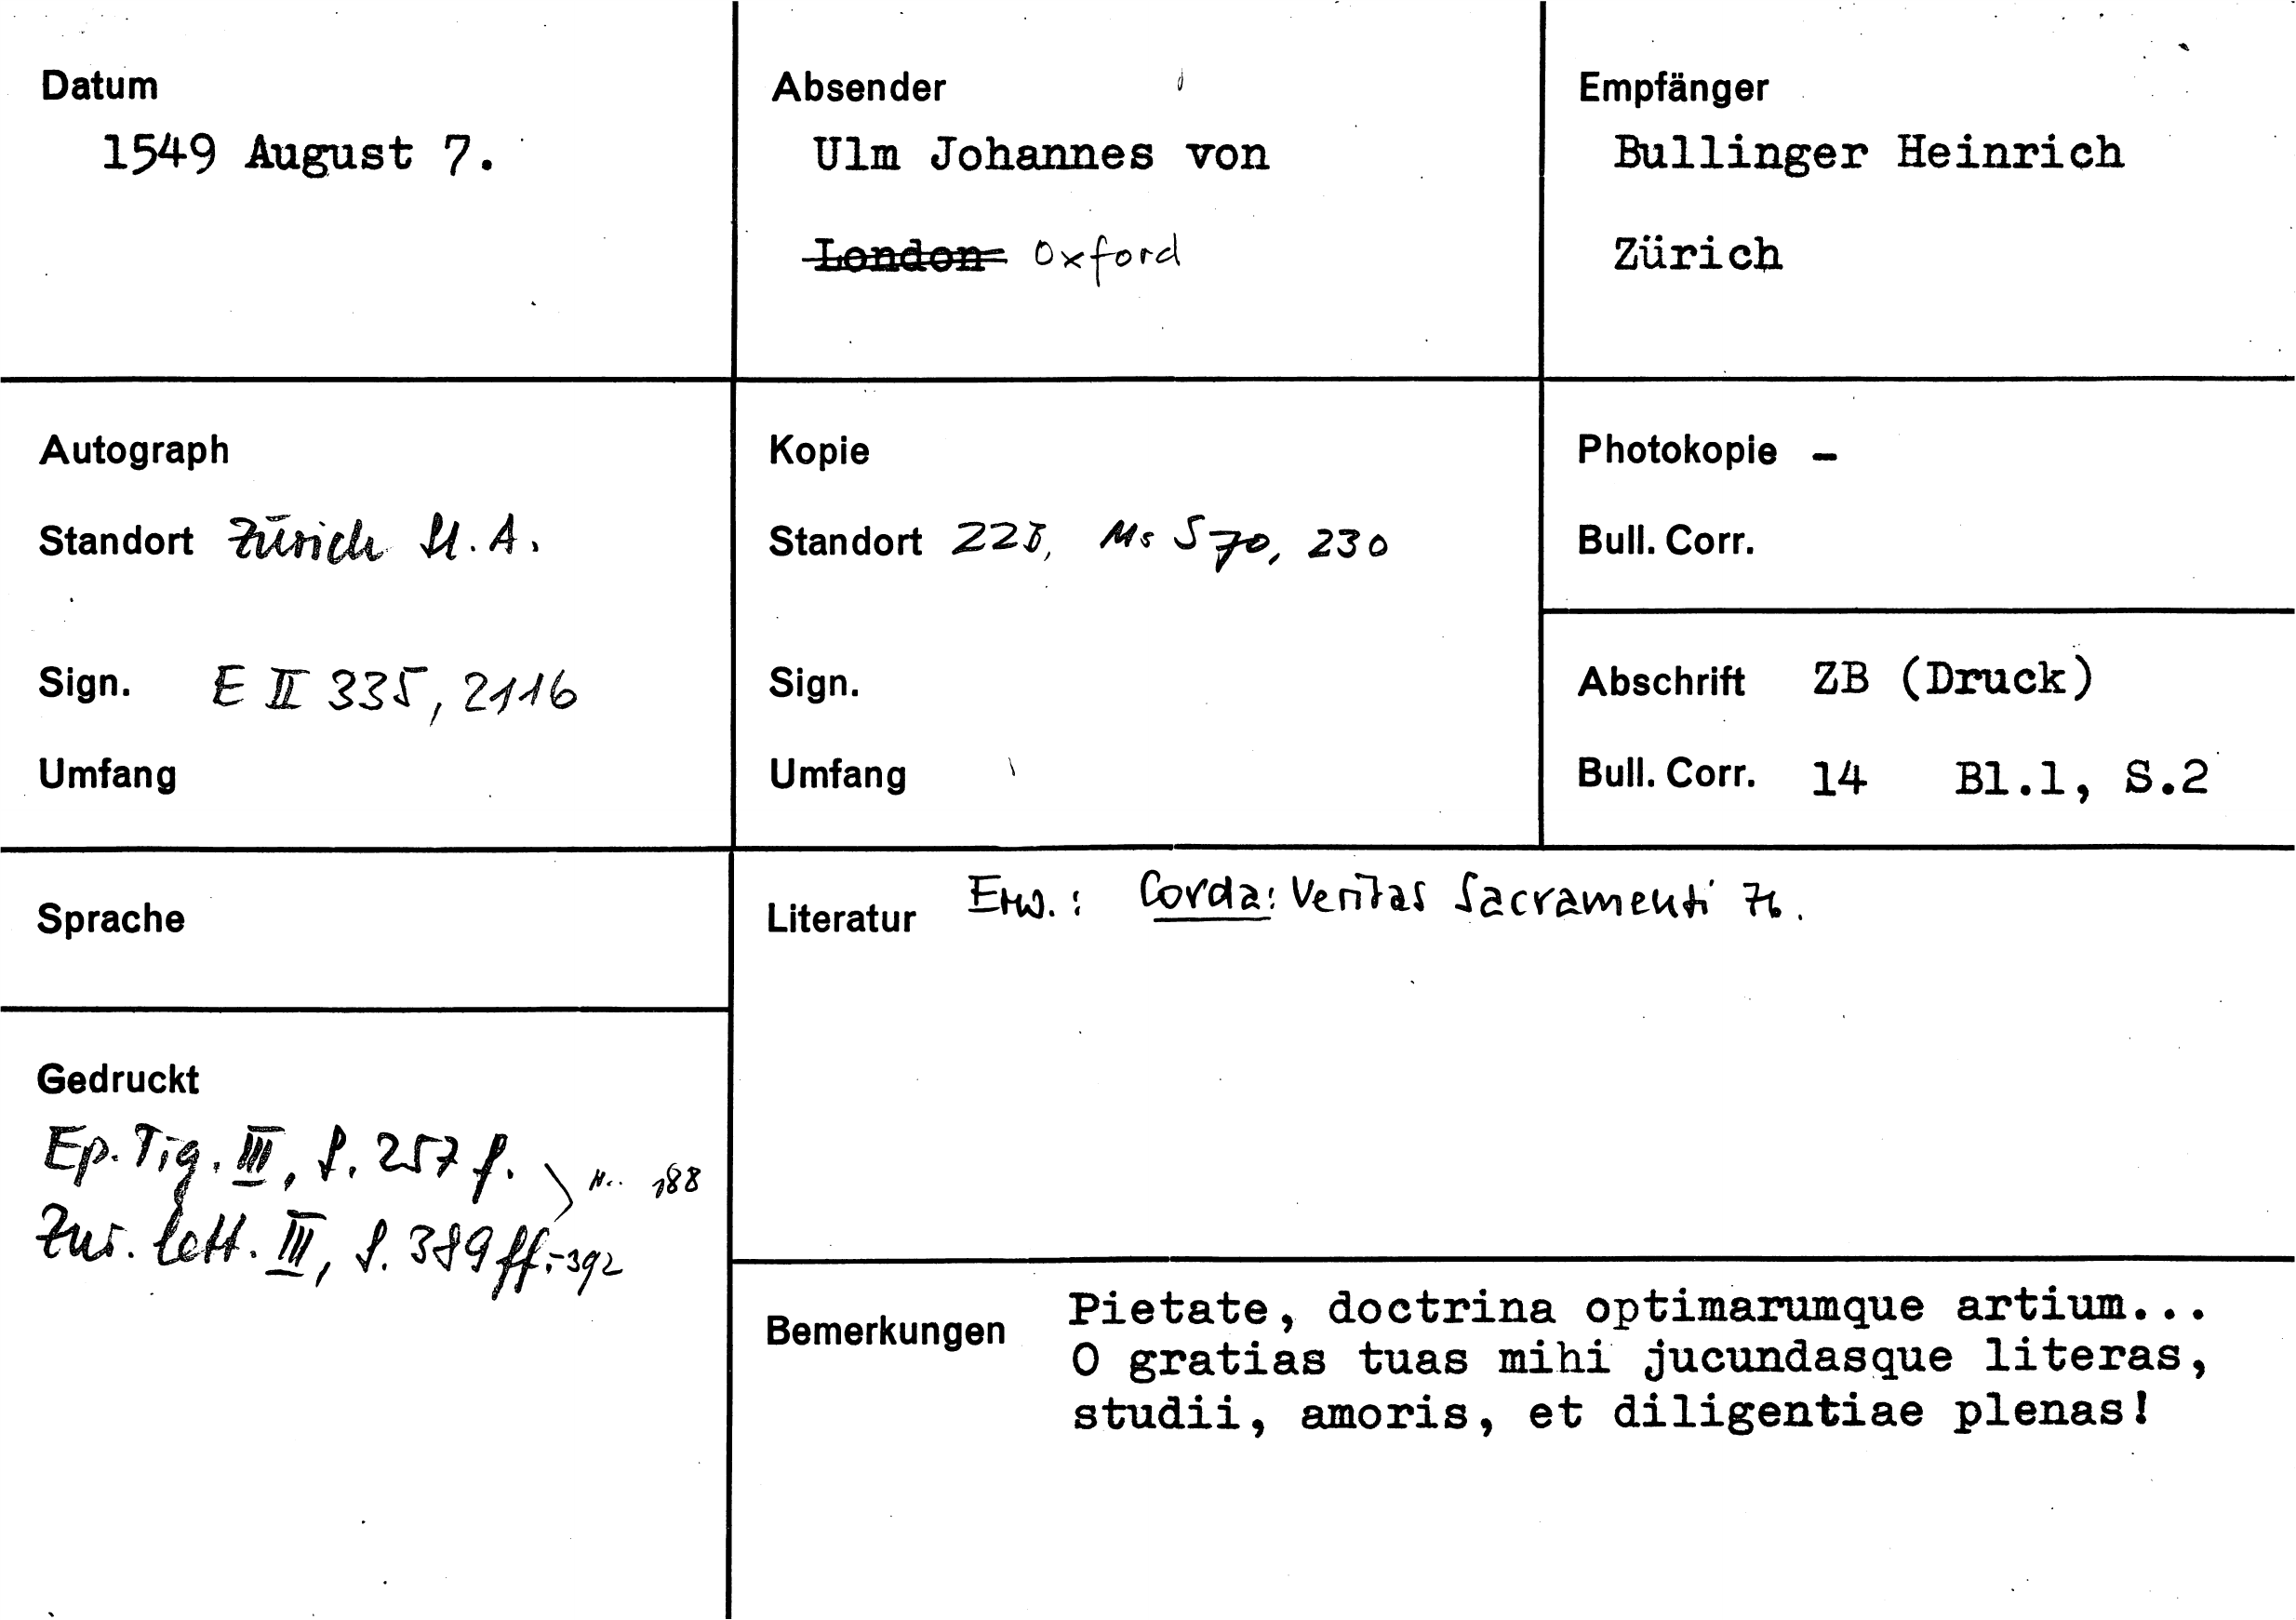 Datum
1549 August 7.
Absender
Ulm Johannes von
London Oxford
Empfänger
Bullinger Heinrich
Zürich
Autograph
Standort Zürich St. A.
Sign. E II 335, 2116
Umfang
Kopie
Standort ZZB, Ms S 70, 230
Sign.
Umfang
Photokopie -
Bull. Corr.
Abschrift ZB (Druck)
Bull. Corr. 14 Bl.1, S.2
Sprache
Literatur Erw.: Corda: Veritas Sacramenti 76.
Gedruckt
Ep. Tig. III, S. 257 f.
Nr. 188
Zur. lett. III, S. 389 ff.-392
Bemerkungen
Pietate, doctrina optimarumque artium...
O gratias tuas mihi jucundasque literas,
studii, amoris, et diligentiae plenas!